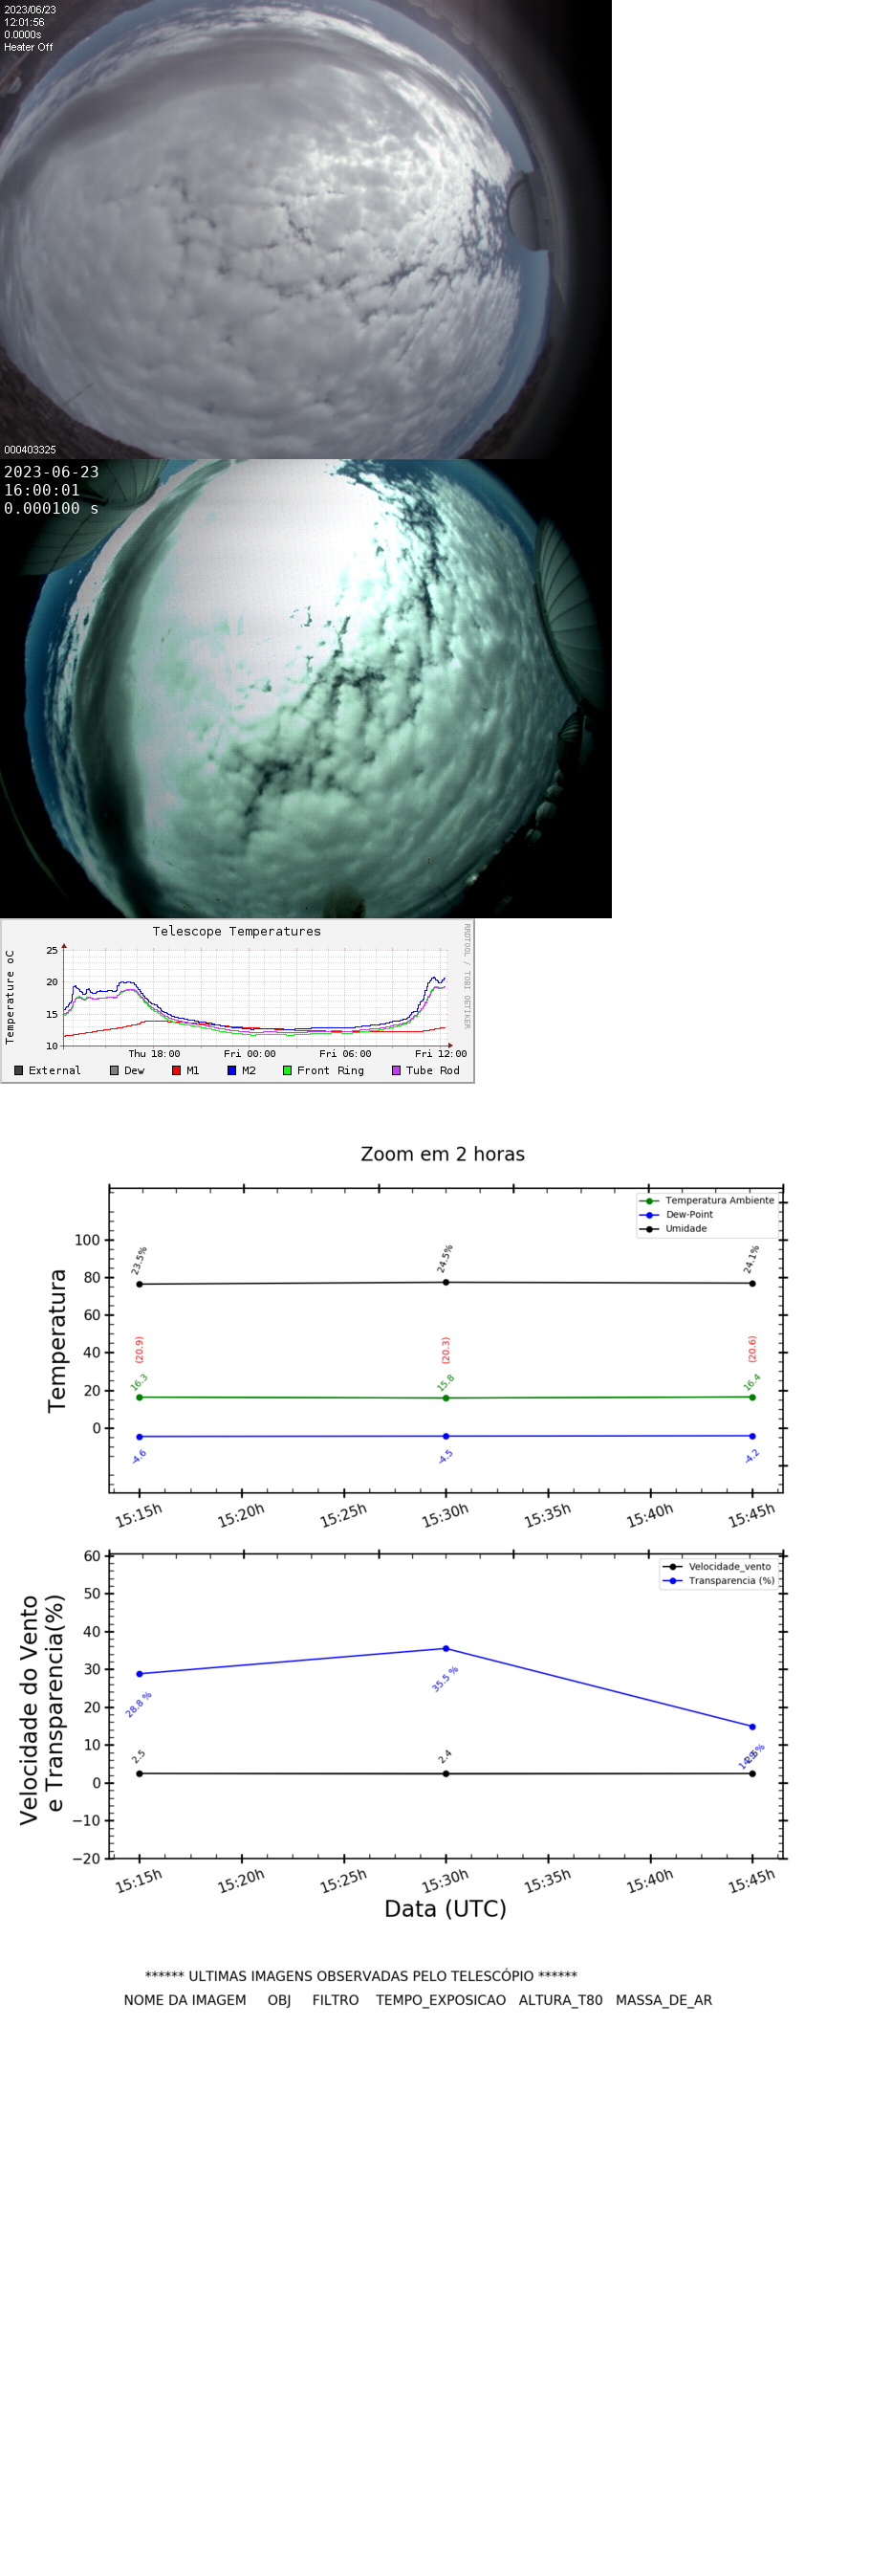 2023/06/23
12:01:56
0.0000s
Heater Off
000403325
2023-06-23
16:00:01
0.000100 s
Telescope Temperatures
RRDTOOL / TOBI OETIKER
Temperature oC
25
20
15
10
Thu 18:00 Fri 00:00 Fri 06:00 Fri 12:00
External Dew M1 M2 Front Ring Tube Rod
Zoom em 2 horas
Temperatura Ambiente
Dew-Point
Umidade
Temperatura
100
80
60
40
20
0
23.5% 24.5% 24.1%
(20.9) (20.3) (20.6)
16.3 15.8 16.4
-4.6 -4.5 -4.2
15:15h 15:20h 15:25h 15:30h 15:35h 15:40h 15:45h
Velocidade_vento
Transparencia (%)
Velocidade do Vento
e Transparencia(%)
60
50
40
30
20
10
0
−10
−20
28.8 % 35.5 %
2.5 2.4
15:15h 15:20h 15:25h 15:30h 15:35h 15:40h 15:45h
Data (UTC)
****** ULTIMAS IMAGENS OBSERVADAS PELO TELESCÓPIO ******
NOME DA IMAGEM OBJ FILTRO TEMPO_EXPOSICAO ALTURA_T80 MASSA_DE_AR